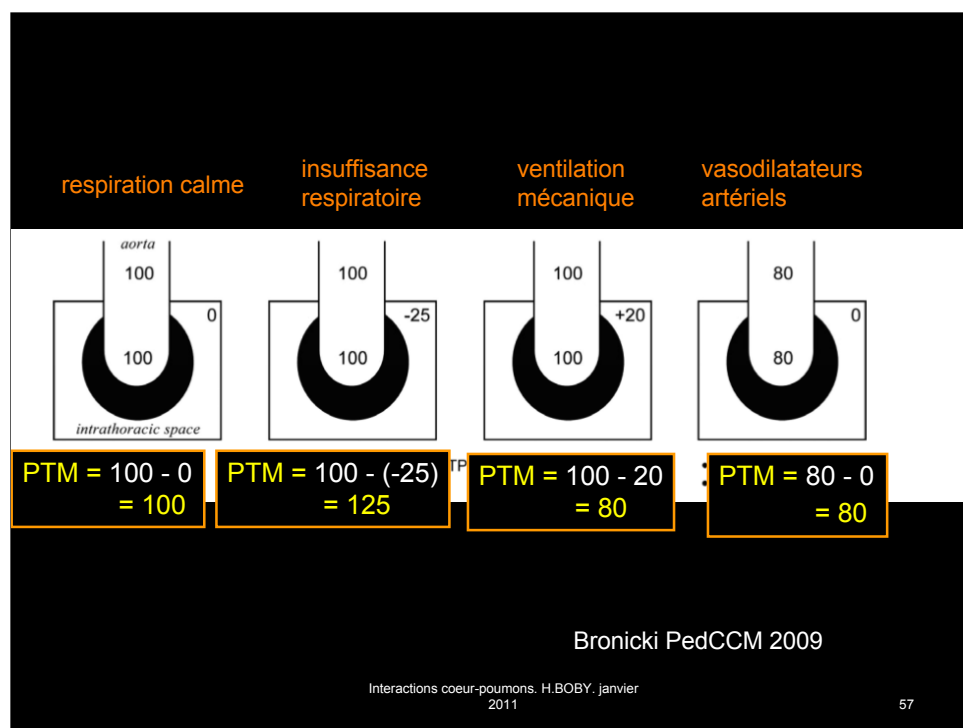 respiration calme
insuffisance
respiratoire
ventilation
mécanique
vasodilatateurs
artériels
aorta
100
0
100
intrathoracic space
100
-25
100
100
+20
100
80
0
80
PTM = 100 - 0
= 100
PTM = 100 - (-25)
= 125
TP
PTM = 100 - 20
= 80
:
PTM = 80 - 0
= 80
Bronicki PedCCM 2009
Interactions coeur-poumons. H.BOBY. janvier
2011
57